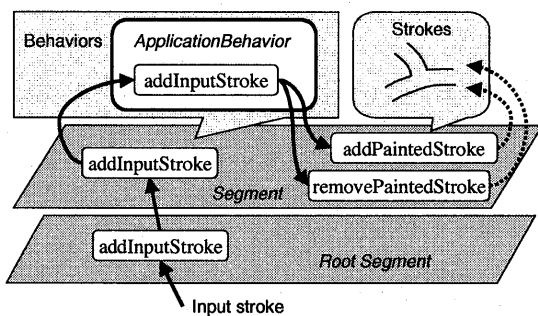 Behaviors
ApplicationBehavior
addInputStroke
Strokes
addInputStroke
addPaintedStroke
removePaintedStroke
Segment
addInputStroke
Root Segment
Input stroke